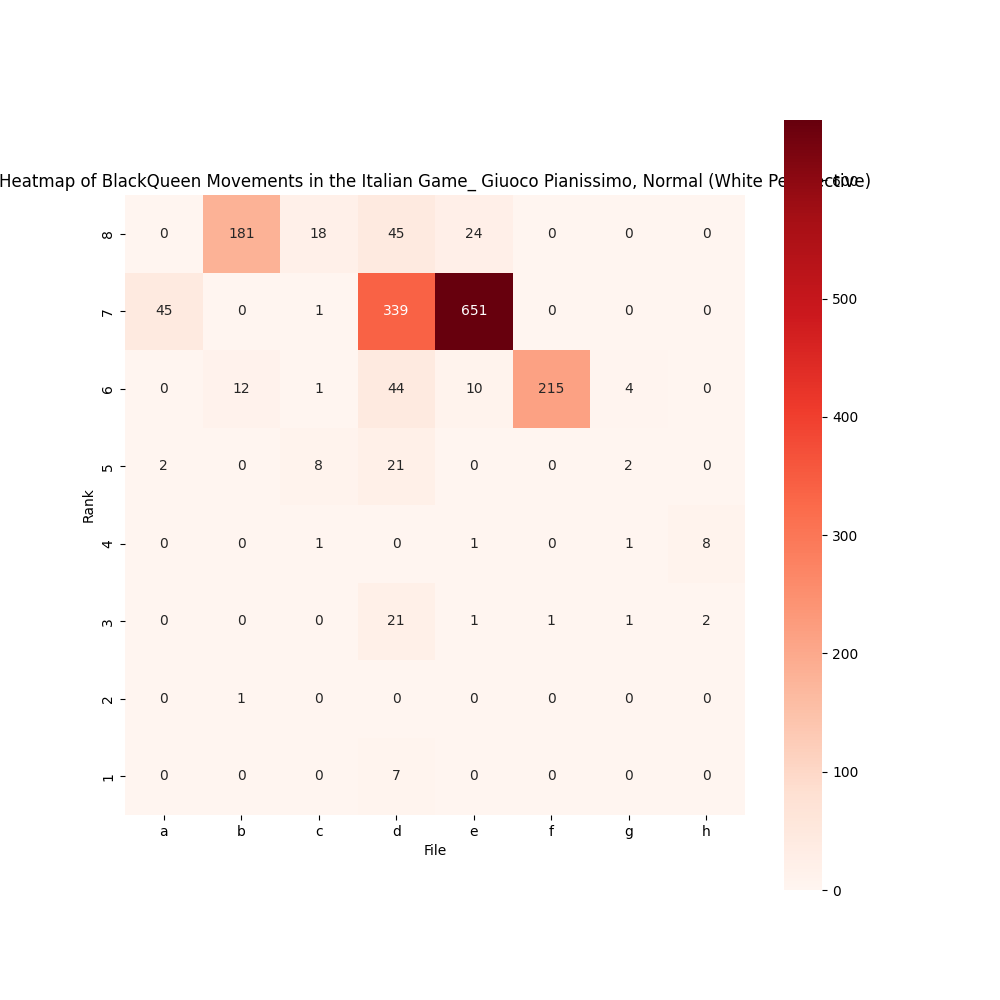 Heatmap of BlackQueen Movements in the Italian Game_ Giuoco Pianissimo, Normal (White Perspective)
600
8 0 181 18 45 24 0 0 0
500
7 45 0 1 339 651 0 0 0
6 0 12 1 44 10 215 4 0
400
5 2 0 8 21 0 0 2 0
Rank
300
4 0 0 1 0 1 0 1 8
3 0 0 0 21 1 1 1 2
200
2 0 1 0 0 0 0 0 0
100
1 0 0 0 7 0 0 0 0
a b c d e f g h
File
0